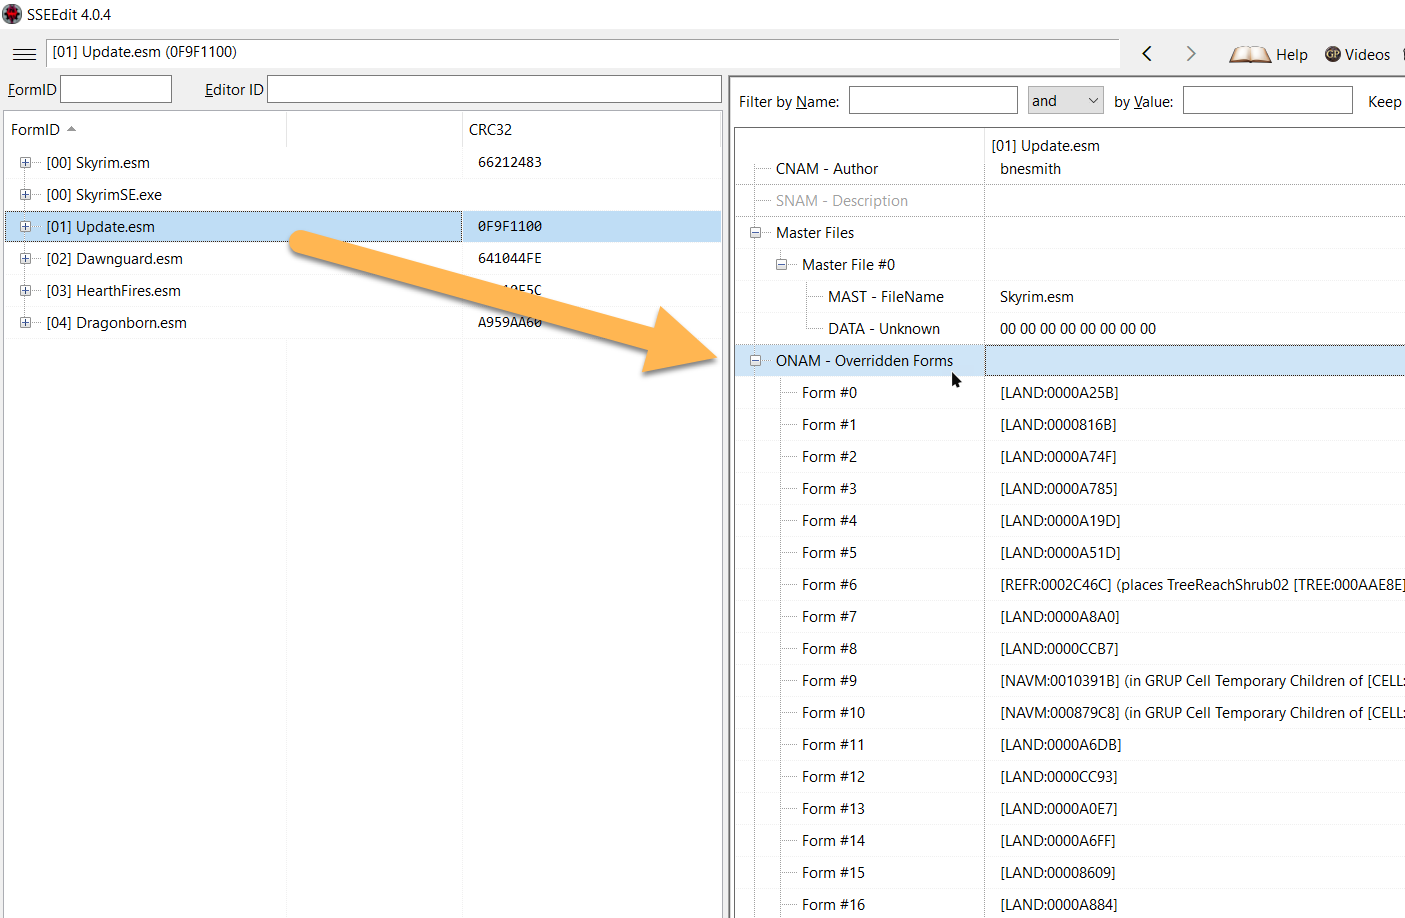 SSEEdit 4.0.4
[01] Update.esm (0F9F1100)
Help
GP Videos
FormID
Editor ID
Filter by Name:
and
by Value:
Keep
FormID
CRC32
[00] Skyrim.esm 66212483
[00] SkyrimSE.exe
[01] Update.esm 0F9F1100
[02] Dawnguard.esm 641044FE
[03] HearthFires.esm
[04] Dragonborn.esm A959AA60
[01] Update.esm
CNAM - Author bnesmith
SNAM - Description
Master Files
Master File #0
MAST - FileName Skyrim.esm
DATA - Unknown 00 00 00 00 00 00 00 00
ONAM - Overridden Forms
Form #0 [LAND:0000A25B]
Form #1 [LAND:0000816B]
Form #2 [LAND:0000A74F]
Form #3 [LAND:0000A785]
Form #4 [LAND:0000A19D]
Form #5 [LAND:0000A51D]
Form #6 [REFR:0002C46C] (places TreeReachShrub02 [TREE:000AAE8E]
Form #7 [LAND:0000A8A0]
Form #8 [LAND:0000CCB7]
Form #9 [NAVM:0010391B] (in GRUP Cell Temporary Children of [CELL:
Form #10 [NAVM:000879C8] (in GRUP Cell Temporary Children of [CELL:
Form #11 [LAND:0000A6DB]
Form #12 [LAND:0000CC93]
Form #13 [LAND:0000A0E7]
Form #14 [LAND:0000A6FF]
Form #15 [LAND:00008609]
Form #16 [LAND:0000A884]